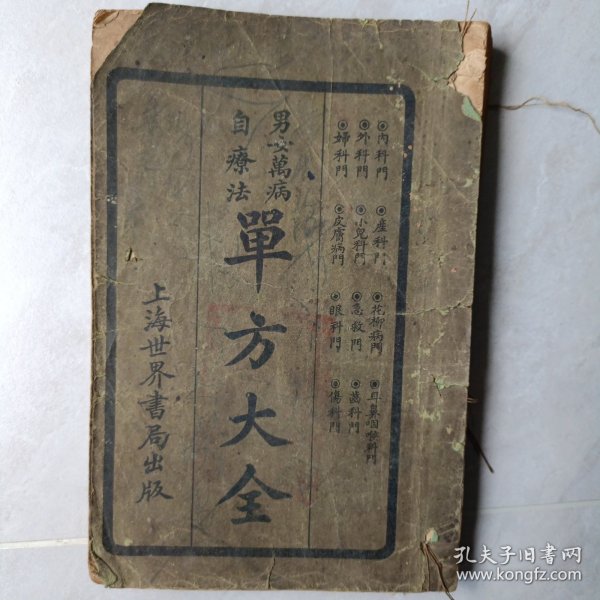 ◉內科門 ◉產科門 ◉花柳病門 ◉耳鼻咽喉科門
◉外科門 ◉小兒科門 ◉急救門 ◉齒科門
◉婦科門 ◉皮膚病門 ◉眼科門 ◉傷科門
男女萬病
自療法
單方大全
上海世界書局出版
孔夫子旧書网
www.kongfz.com